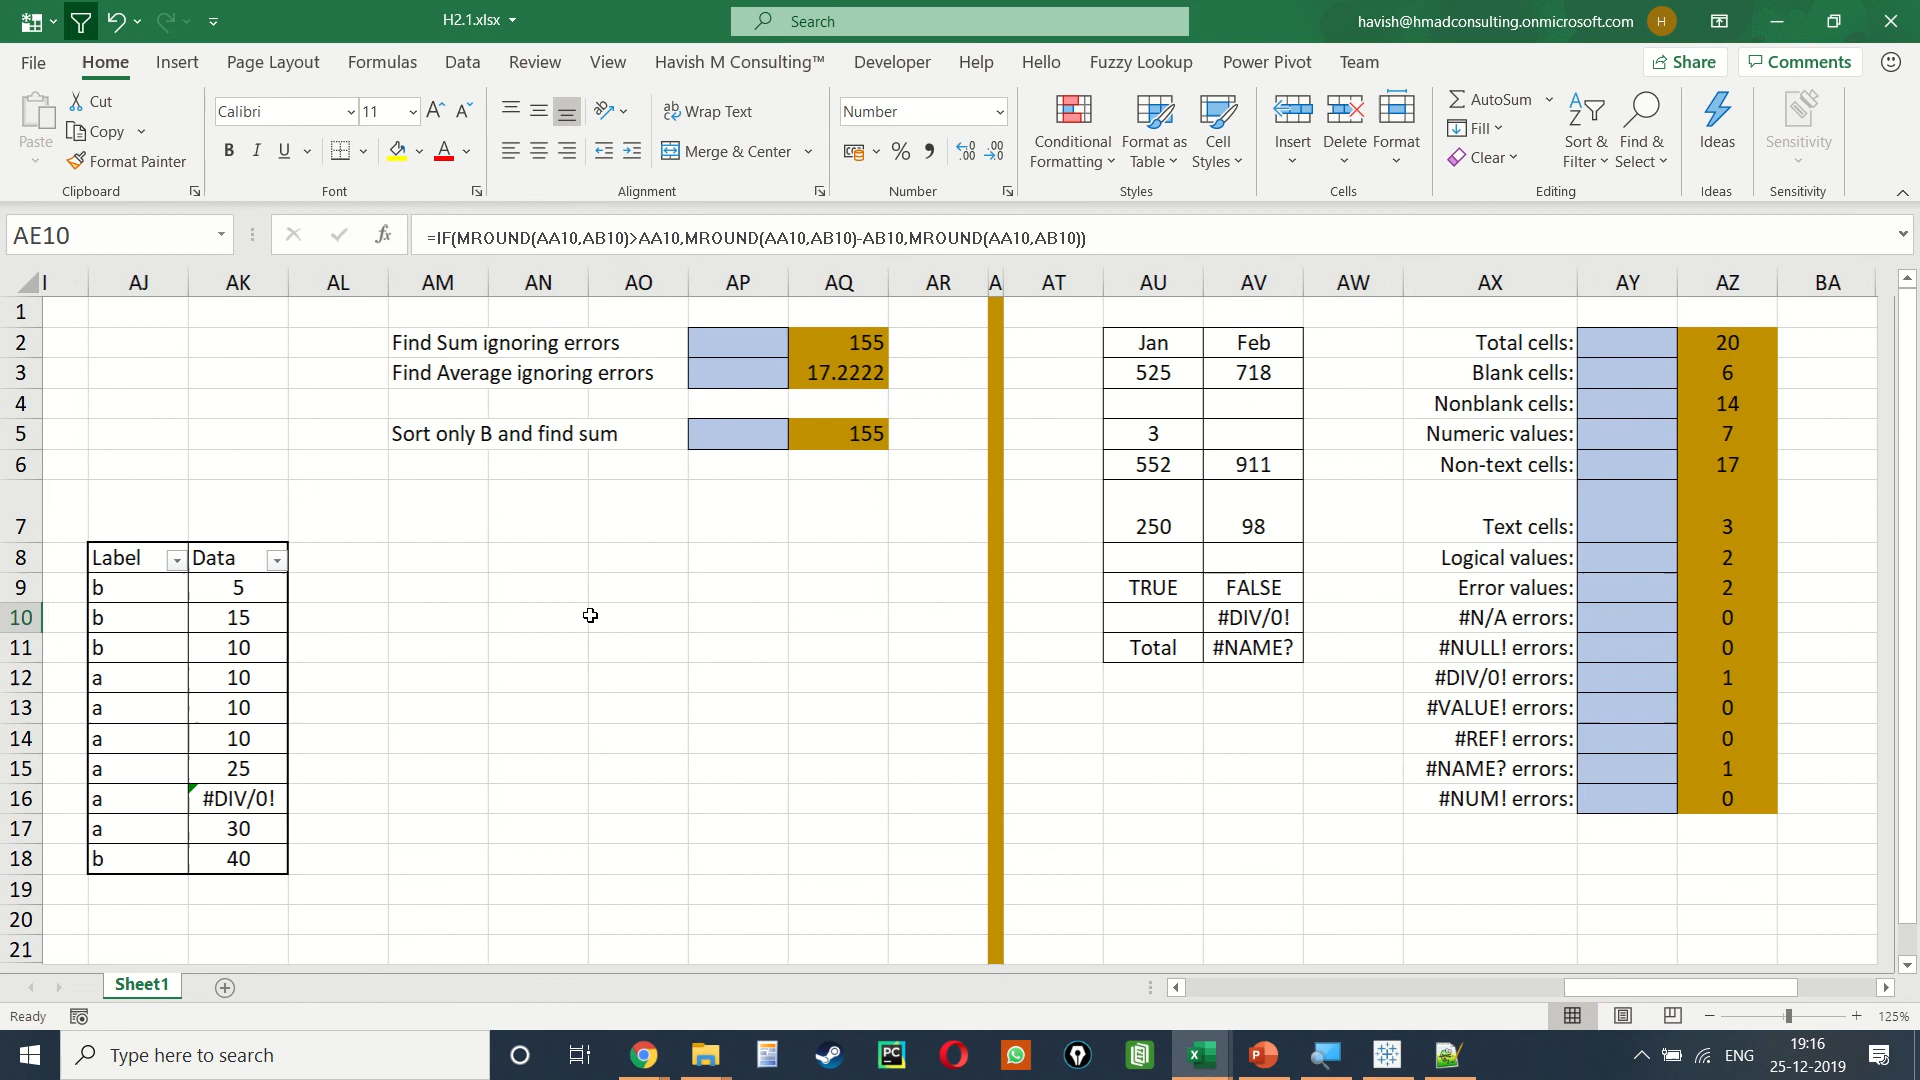 H2.1.xlsx
Search
havish@hmadconsulting.onmicrosoft.com
H
File Home Insert Page Layout Formulas Data Review View Havish M Consulting™ Developer Help Hello Fuzzy Lookup Power Pivot Team Share Comments
Paste
Cut
Copy
Format Painter
Clipboard
Calibri 11
B I U
Font
Wrap Text
Merge & Center
Alignment
Number
Number
Conditional Formatting
Format as Table
Cell Styles
Styles
Insert Delete Format
Cells
AutoSum
Fill
Clear
Sort & Filter
Find & Select
Editing
Ideas
Ideas
Sensitivity
Sensitivity
AE10
fx
=IF(MROUND(AA10,AB10)>AA10,MROUND(AA10,AB10)-AB10,MROUND(AA10,AB10))
I AJ AK AL AM AN AO AP AQ AR A AT AU AV AW AX AY AZ BA
1
2 Find Sum ignoring errors 155 Jan Feb Total cells: 20
3 Find Average ignoring errors 17.2222 525 718 Blank cells: 6
4 Nonblank cells: 14
5 Sort only B and find sum 155 3 Numeric values: 7
6 552 911 Non-text cells: 17
7 250 98 Text cells: 3
8 Label Data Logical values: 2
9 b 5 TRUE FALSE Error values: 2
10 b 15 #DIV/0! #N/A errors: 0
11 b 10 Total #NAME? #NULL! errors: 0
12 a 10 #DIV/0! errors: 1
13 a 10 #VALUE! errors: 0
14 a 10 #REF! errors: 0
15 a 25 #NAME? errors: 1
16 a #DIV/0! #NUM! errors: 0
17 a 30
18 b 40
19
20
21
Sheet1
Ready
125%
Type here to search
PC
ENG
19:16
25-12-2019